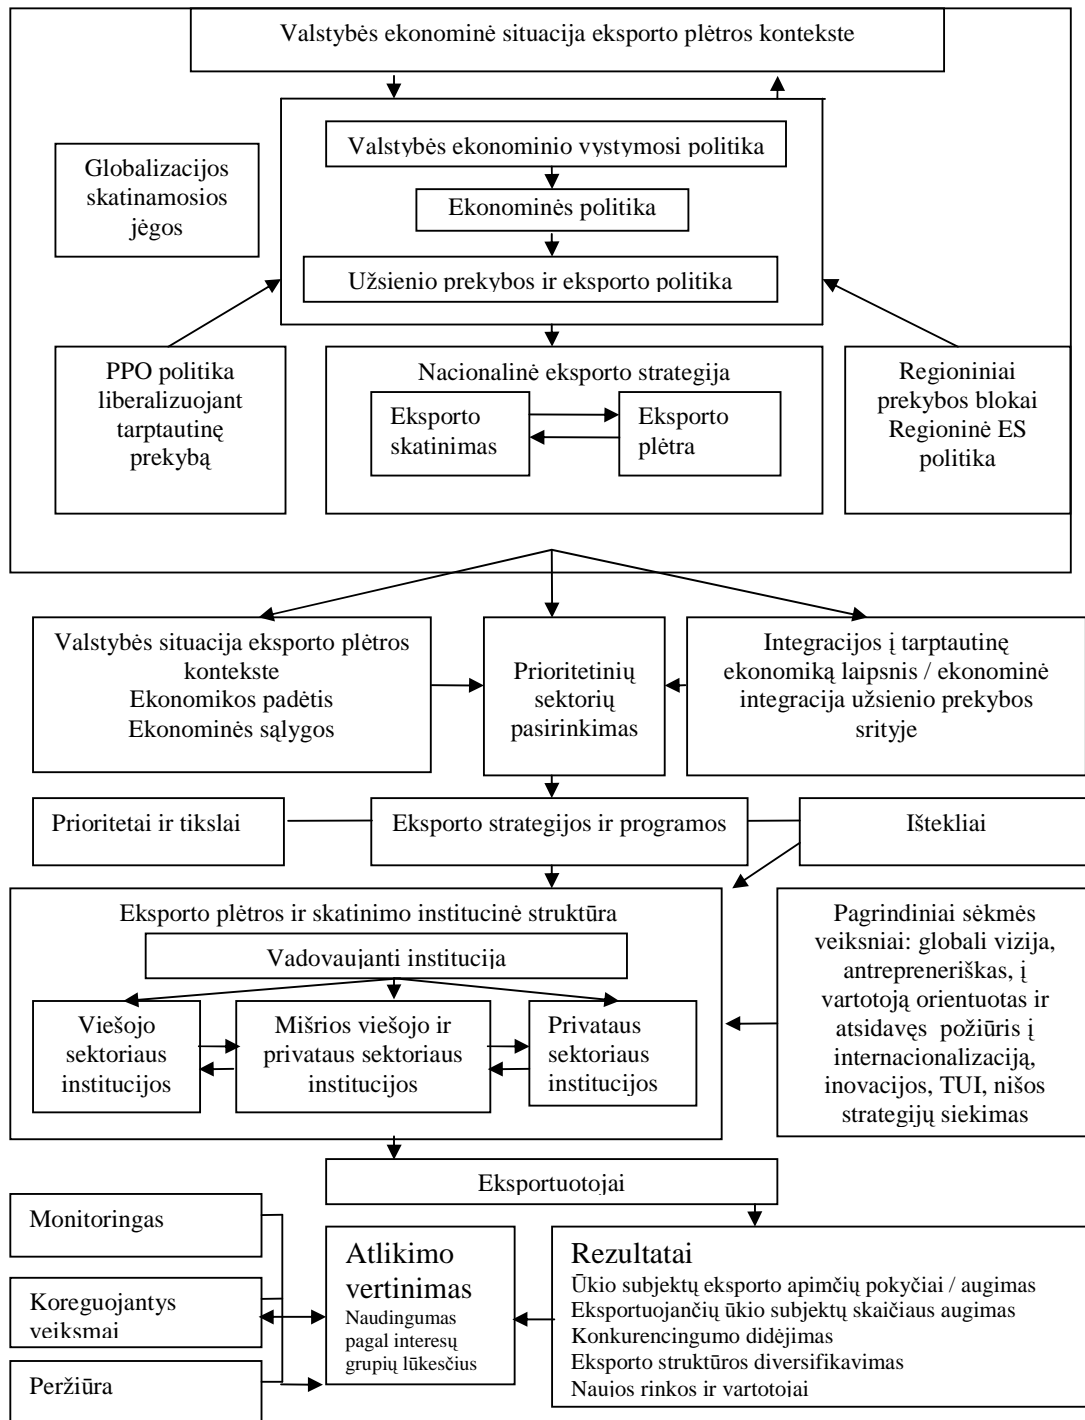 Valstybės ekonominė situacija eksporto plėtros kontekste
Valstybės ekonominio vystymosi politika
Globalizacijos
skatinamosios
jėgos
Ekonominės politika
Užsienio prekybos ir eksporto politika
PPO politika
liberalizuojant
tarptautinę
prekybą
Nacionalinė eksporto strategija
Eksporto
skatinimas
Eksporto
plėtra
Regioniniai
prekybos blokai
Regioninė ES
politika
Valstybės situacija eksporto plėtros
kontekste
Ekonomikos padėtis
Ekonominės sąlygos
Prioritetinių
sektorių
pasirinkimas
Integracijos į tarptautinę
ekonomiką laipsnis / ekonominė
integracija užsienio prekybos
srityje
Prioritetai ir tikslai
Eksporto strategijos ir programos
Ištekliai
Eksporto plėtros ir skatinimo institucinė struktūra
Vadovaujanti institucija
Viešojo
sektoriaus
institucijos
Mišrios viešojo ir
privataus sektoriaus
institucijos
Privataus
sektoriaus
institucijos
Pagrindiniai sėkmės
veiksniai: globali vizija,
antrepreneriškas, į
vartotoją orientuotas ir
atsidavęs požiūris į
internacionalizaciją,
inovacijos, TUI, nišos
strategijų siekimas
Eksportuotojai
Monitoringas
Koreguojantys
veiksmai
Peržiūra
Atlikimo
vertinimas
Naudingumas
pagal interesų
grupių lūkesčius
Rezultatai
Ūkio subjektų eksporto apimčių pokyčiai / augimas
Eksportuojančių ūkio subjektų skaičiaus augimas
Konkurencingumo didėjimas
Eksporto struktūros diversifikavimas
Naujos rinkos ir vartotojai